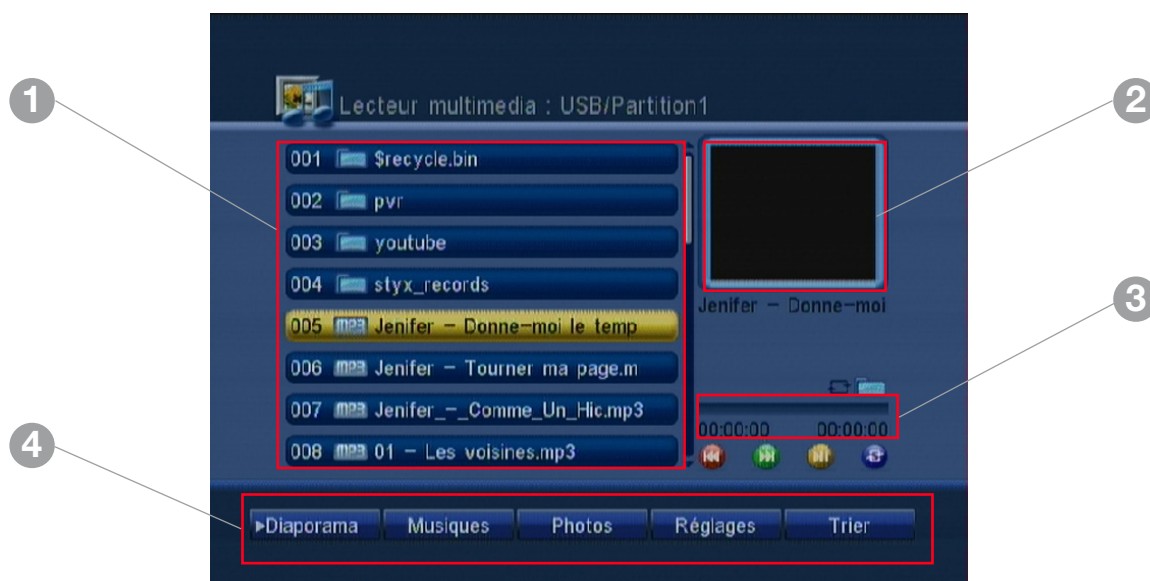 1
2
Lecteur multimedia : USB/Partition1
001 $recycle.bin
002 pvr
003 youtube
004 styx_records
Jenifer – Donne–moi
3
005 mp3 Jenifer – Donne–moi le temp
006 mp3 Jenifer – Tourner ma page.m
007 mp3 Jenifer_–_Comme_Un_Hic.mp3
00:00:00 00:00:00
008 mp3 01 – Les voisines.mp3
4
▸Diaporama Musiques Photos Réglages Trier